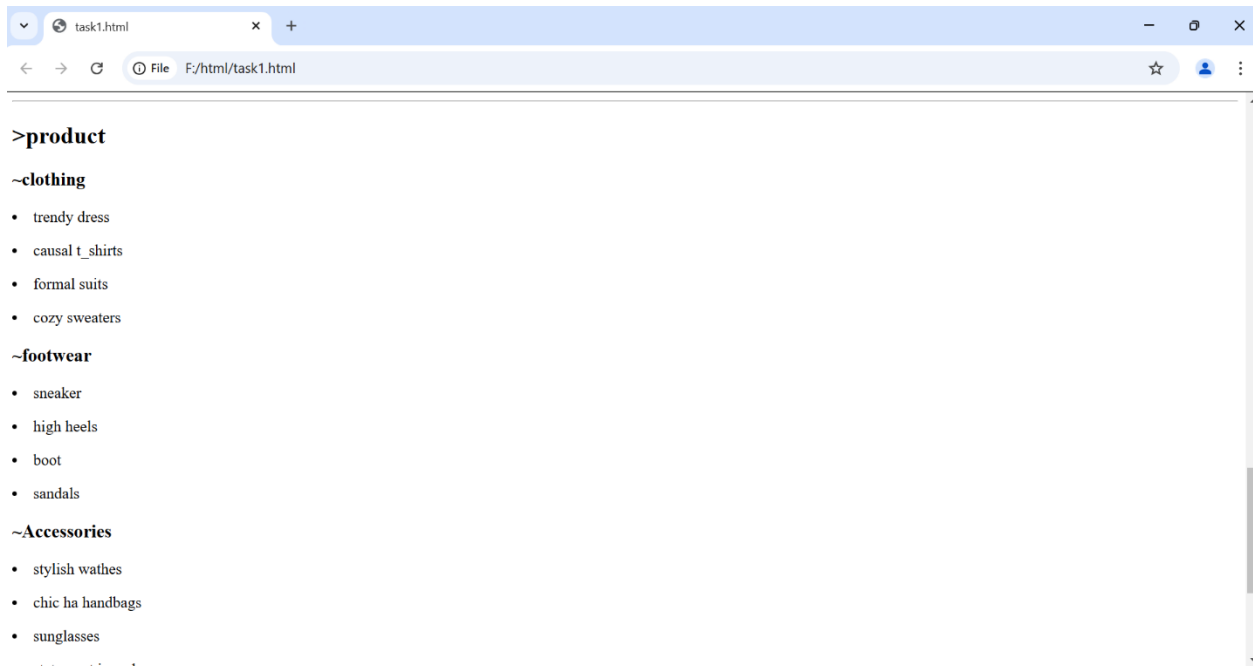 task1.html
File F:/html/task1.html
>product
~clothing
• trendy dress
• causal t_shirts
• formal suits
• cozy sweaters
~footwear
• sneaker
• high heels
• boot
• sandals
~Accessories
• stylish wathes
• chic ha handbags
• sunglasses